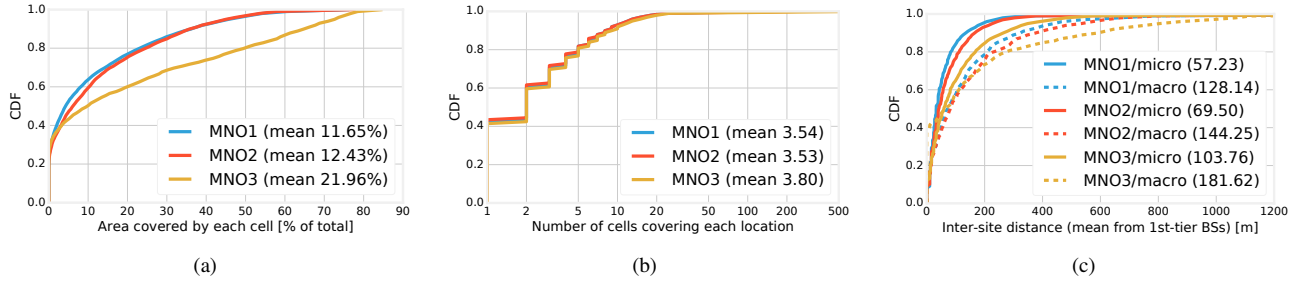 CDF
1.0
0.8
0.6
0.4
0.2
0.0
0 10 20 30 40 50 60 70 80 90
Area covered by each cell [% of total]
MNO1 (mean 11.65%)
MNO2 (mean 12.43%)
MNO3 (mean 21.96%)
(a)
CDF
1.0
0.8
0.6
0.4
0.2
0.0
1 2 5 10 20 50 100 200 500
Number of cells covering each location
MNO1 (mean 3.54)
MNO2 (mean 3.53)
MNO3 (mean 3.80)
(b)
CDF
1.0
0.8
0.6
0.4
0.2
0.0
0 200 400 600 800 1000 1200
Inter-site distance (mean from 1st-tier BSs) [m]
MNO1/micro (57.23)
MNO1/macro (128.14)
MNO2/micro (69.50)
MNO2/macro (144.25)
MNO3/micro (103.76)
MNO3/macro (181.62)
(c)